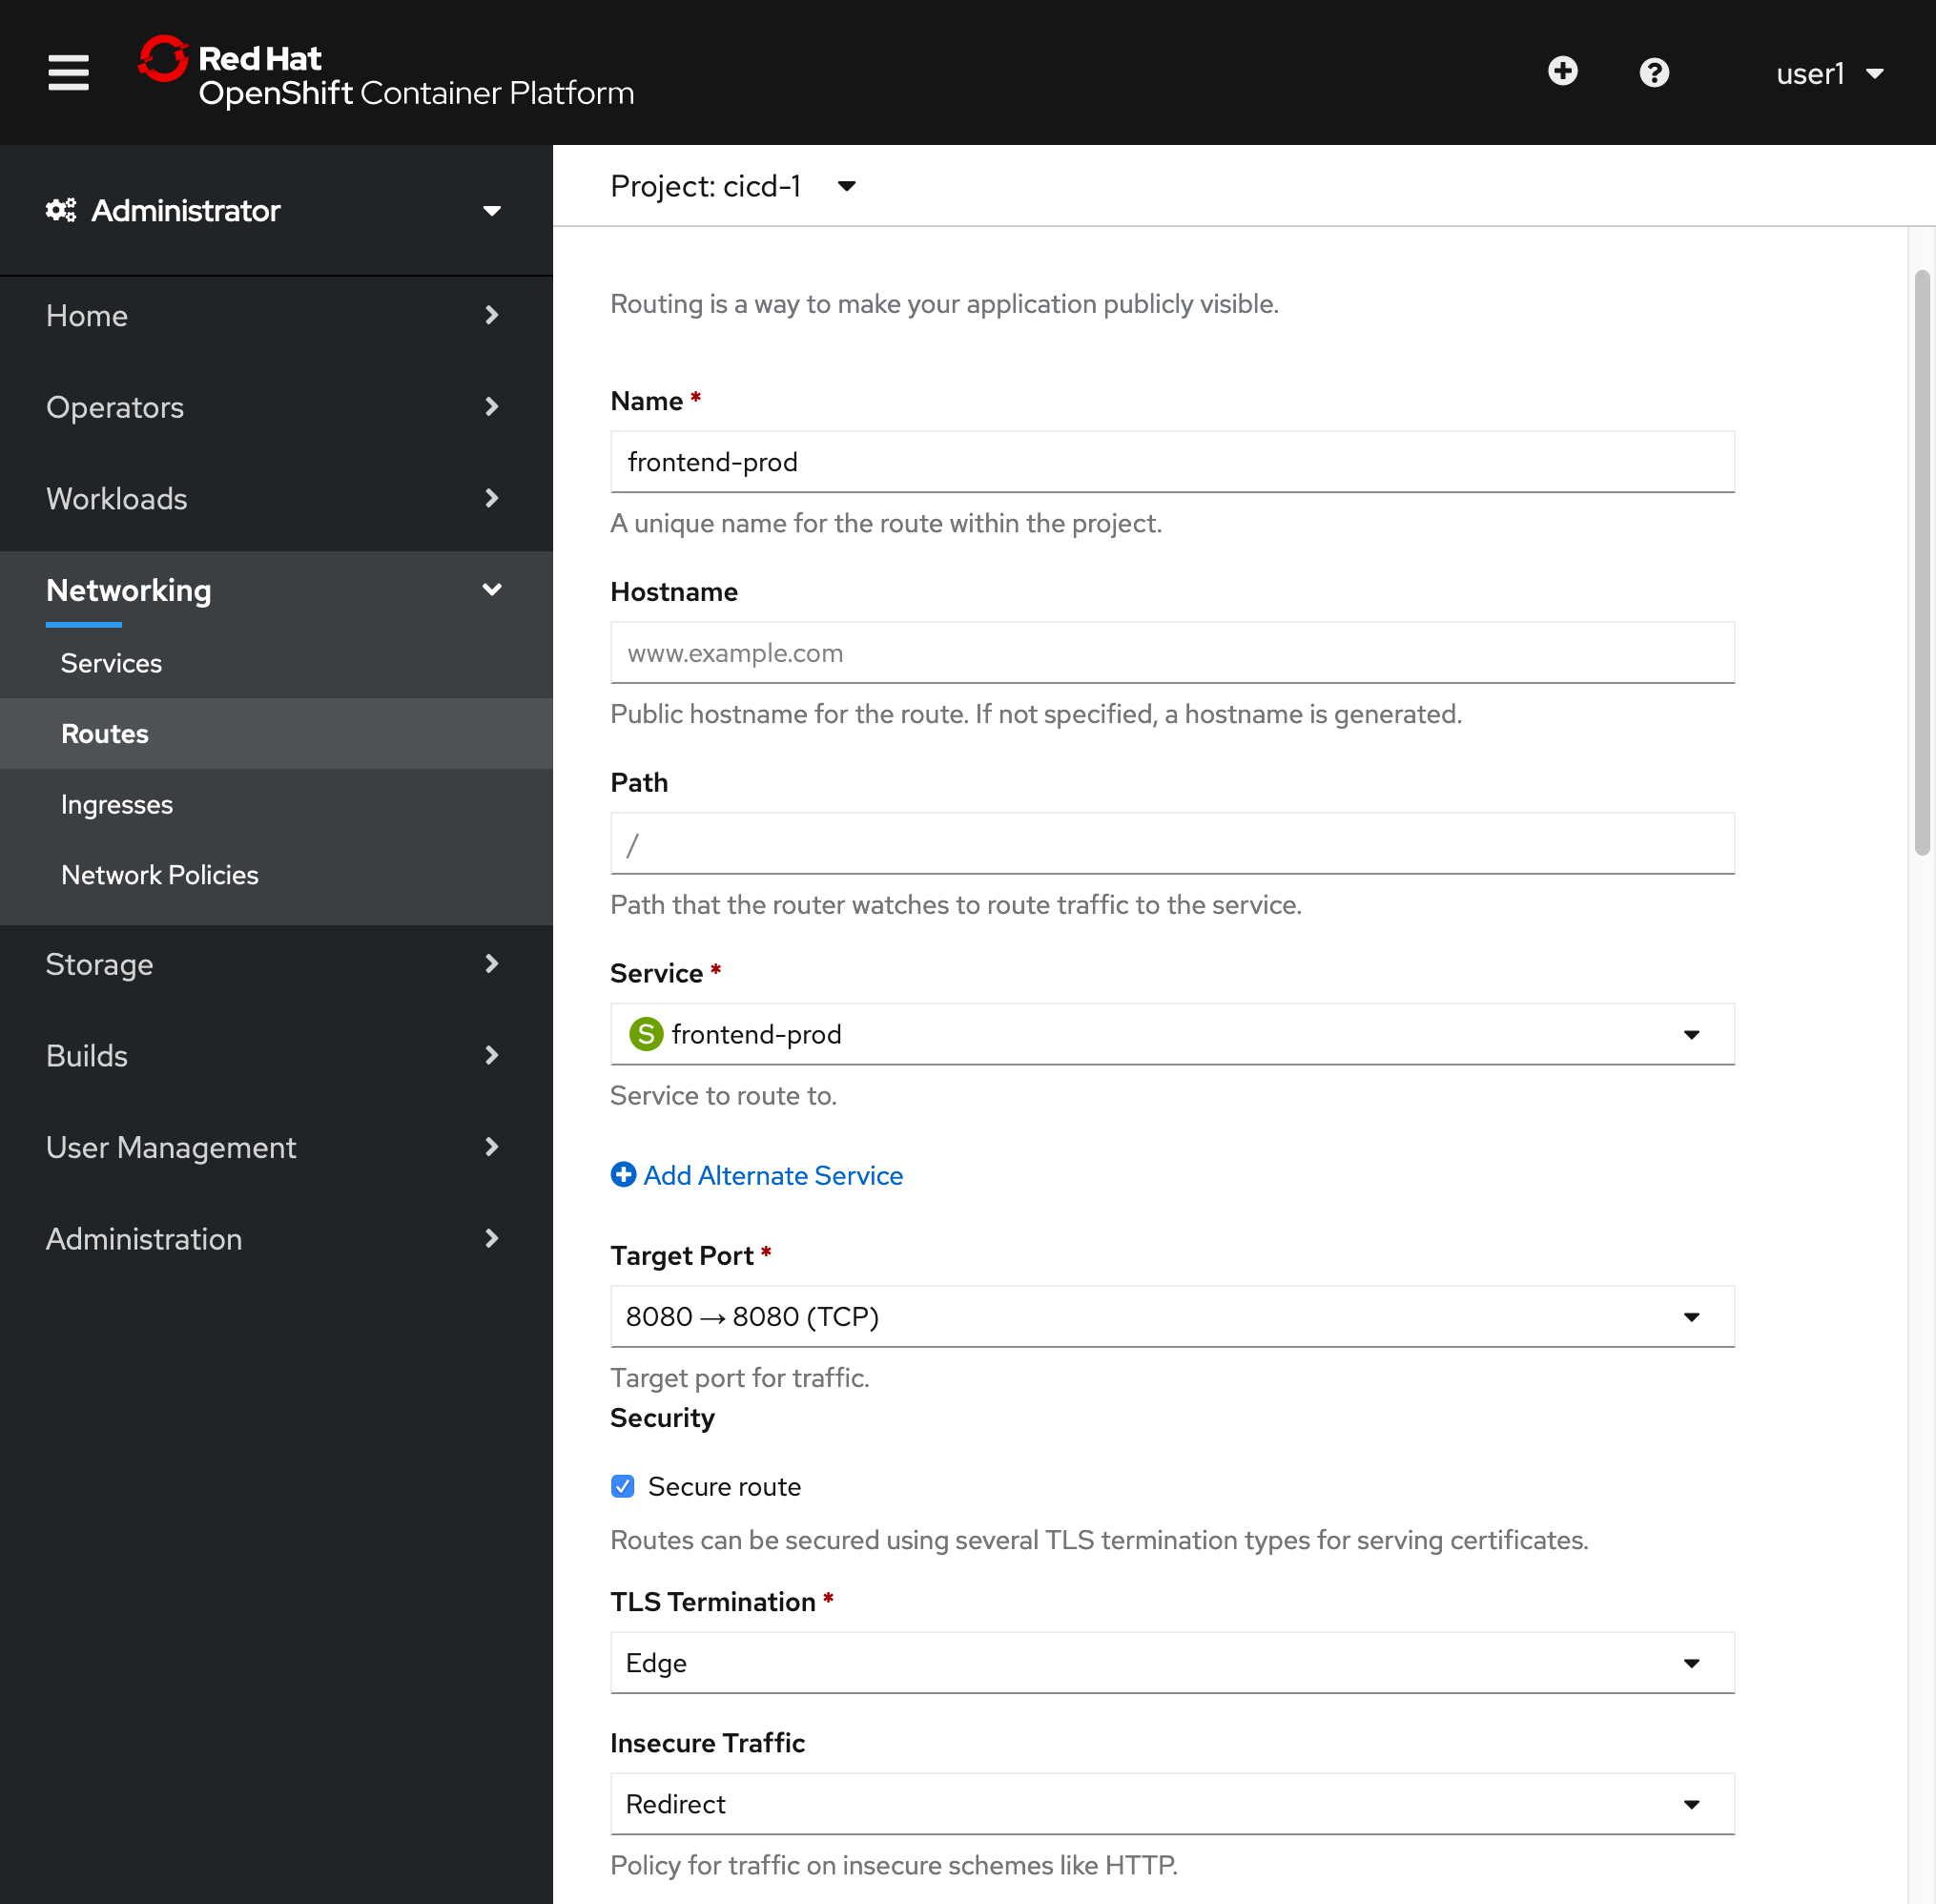 Red Hat
OpenShift Container Platform
user1
Administrator
Home
Operators
Workloads
Networking
Services
Routes
Ingresses
Network Policies
Storage
Builds
User Management
Administration
Project: cicd-1
Routing is a way to make your application publicly visible.
Name *
frontend-prod
A unique name for the route within the project.
Hostname
www.example.com
Public hostname for the route. If not specified, a hostname is generated.
Path
/
Path that the router watches to route traffic to the service.
Service *
S frontend-prod
Service to route to.
Add Alternate Service
Target Port *
8080 → 8080 (TCP)
Target port for traffic.
Security
Secure route
Routes can be secured using several TLS termination types for serving certificates.
TLS Termination *
Edge
Insecure Traffic
Redirect
Policy for traffic on insecure schemes like HTTP.